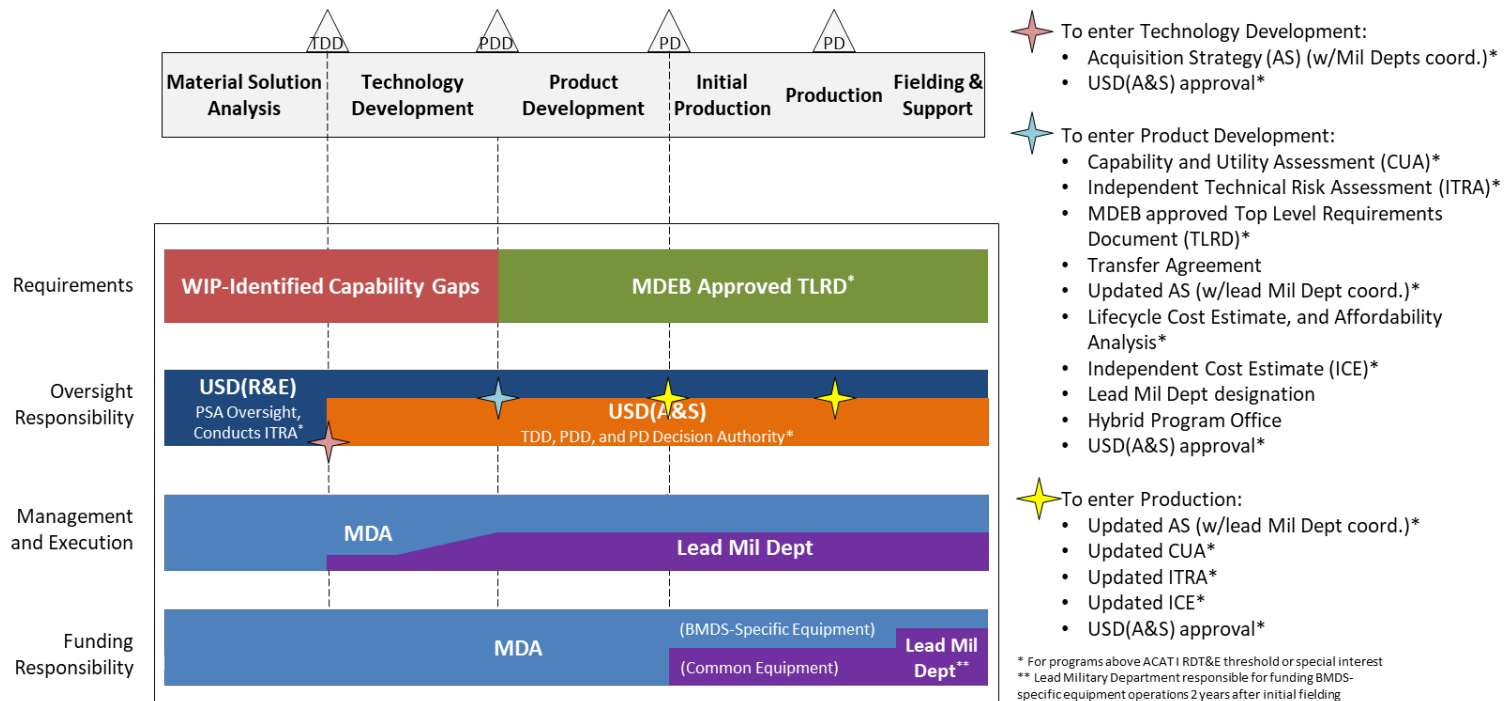 TDD
PDD
PD
PD
Material Solution
Analysis
Technology
Development
Product
Development
Initial
Production
Production
Fielding &
Support
Requirements
WIP-Identified Capability Gaps
MDEB Approved TLRD*
Oversight
Responsibility
USD(R&E)
PSA Oversight,
Conducts ITRA*
USD(A&S)
TDD, PDD, and PD Decision Authority*
Management
and Execution
MDA
Lead Mil Dept
Funding
Responsibility
MDA
(BMDS-Specific Equipment)
(Common Equipment)
Lead Mil
Dept**
To enter Technology Development:
• Acquisition Strategy (AS) (w/Mil Depts coord.)*
• USD(A&S) approval*
To enter Product Development:
• Capability and Utility Assessment (CUA)*
• Independent Technical Risk Assessment (ITRA)*
• MDEB approved Top Level Requirements
Document (TLRD)*
• Transfer Agreement
• Updated AS (w/lead Mil Dept coord.)*
• Lifecycle Cost Estimate, and Affordability
Analysis*
• Independent Cost Estimate (ICE)*
• Lead Mil Dept designation
• Hybrid Program Office
• USD(A&S) approval*
To enter Production:
• Updated AS (w/lead Mil Dept coord.)*
• Updated CUA*
• Updated ITRA*
• Updated ICE*
• USD(A&S) approval*
* For programs above ACAT I RDT&E threshold or special interest
** Lead Military Department responsible for funding BMDS-
specific equipment operations 2 years after initial fielding